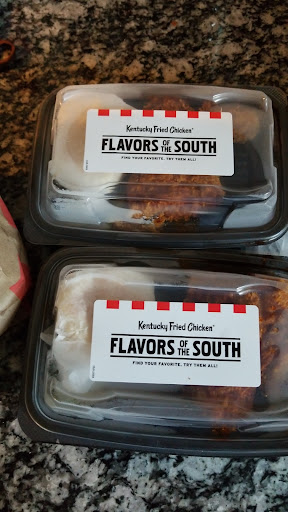 Kentucky Fried Chicken®
FLAVORS OF THE SOUTH
FIND YOUR FAVORITE, TRY THEM ALL!
Kentucky Fried Chicken®
FLAVORS OF THE SOUTH
FIND YOUR FAVORITE, TRY THEM ALL!